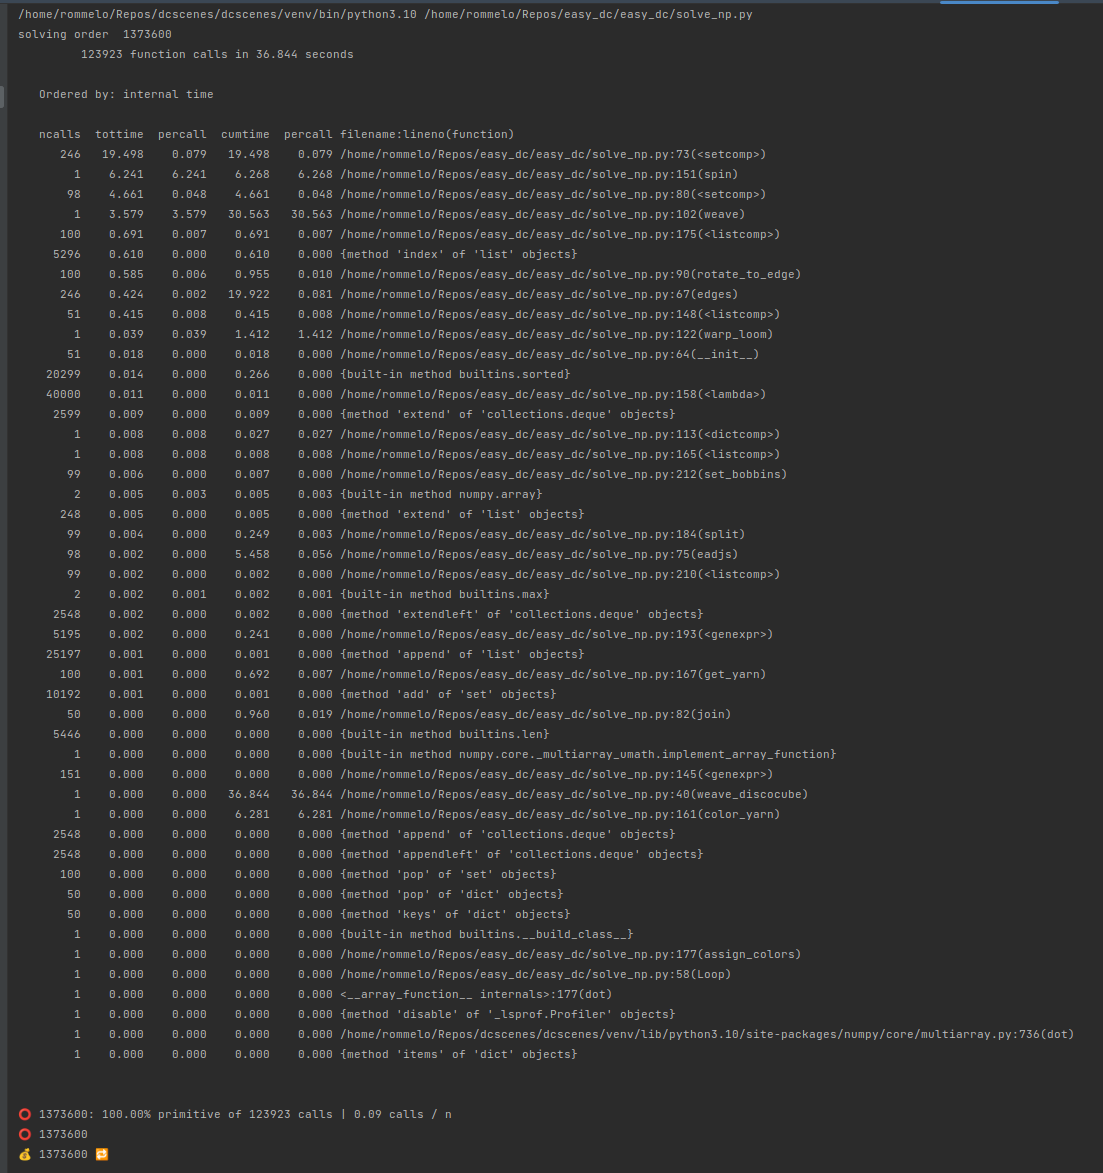 /home/rommelo/Repos/dcscenes/dcscenes/venv/bin/python3.10 /home/rommelo/Repos/easy_dc/easy_dc/solve_np.py
solving order  1373600
         123923 function calls in 36.844 seconds

   Ordered by: internal time

   ncalls  tottime  percall  cumtime  percall filename:lineno(function)
      246   19.498    0.079   19.498    0.079 /home/rommelo/Repos/easy_dc/easy_dc/solve_np.py:73(<setcomp>)
        1    6.241    6.241    6.268    6.268 /home/rommelo/Repos/easy_dc/easy_dc/solve_np.py:151(spin)
       98    4.661    0.048    4.661    0.048 /home/rommelo/Repos/easy_dc/easy_dc/solve_np.py:80(<setcomp>)
        1    3.579    3.579   30.563   30.563 /home/rommelo/Repos/easy_dc/easy_dc/solve_np.py:102(weave)
      100    0.691    0.007    0.691    0.007 /home/rommelo/Repos/easy_dc/easy_dc/solve_np.py:175(<listcomp>)
     5296    0.610    0.000    0.610    0.000 {method 'index' of 'list' objects}
      100    0.585    0.006    0.955    0.010 /home/rommelo/Repos/easy_dc/easy_dc/solve_np.py:90(rotate_to_edge)
      246    0.424    0.002   19.922    0.081 /home/rommelo/Repos/easy_dc/easy_dc/solve_np.py:67(edges)
       51    0.415    0.008    0.415    0.008 /home/rommelo/Repos/easy_dc/easy_dc/solve_np.py:148(<listcomp>)
        1    0.039    0.039    1.412    1.412 /home/rommelo/Repos/easy_dc/easy_dc/solve_np.py:122(warp_loom)
       51    0.018    0.000    0.018    0.000 /home/rommelo/Repos/easy_dc/easy_dc/solve_np.py:64(__init__)
    20299    0.014    0.000    0.266    0.000 {built-in method builtins.sorted}
    40000    0.011    0.000    0.011    0.000 /home/rommelo/Repos/easy_dc/easy_dc/solve_np.py:158(<lambda>)
     2599    0.009    0.000    0.009    0.000 {method 'extend' of 'collections.deque' objects}
        1    0.008    0.008    0.027    0.027 /home/rommelo/Repos/easy_dc/easy_dc/solve_np.py:113(<dictcomp>)
        1    0.008    0.008    0.008    0.008 /home/rommelo/Repos/easy_dc/easy_dc/solve_np.py:165(<listcomp>)
       99    0.006    0.000    0.007    0.000 /home/rommelo/Repos/easy_dc/easy_dc/solve_np.py:212(set_bobbins)
        2    0.005    0.003    0.005    0.003 {built-in method numpy.array}
      248    0.005    0.000    0.005    0.000 {method 'extend' of 'list' objects}
       99    0.004    0.000    0.249    0.003 /home/rommelo/Repos/easy_dc/easy_dc/solve_np.py:184(split)
       98    0.002    0.000    5.458    0.056 /home/rommelo/Repos/easy_dc/easy_dc/solve_np.py:75(eadjs)
       99    0.002    0.000    0.002    0.000 /home/rommelo/Repos/easy_dc/easy_dc/solve_np.py:210(<listcomp>)
        2    0.002    0.001    0.002    0.001 {built-in method builtins.max}
     2548    0.002    0.000    0.002    0.000 {method 'extendleft' of 'collections.deque' objects}
     5195    0.002    0.000    0.241    0.000 /home/rommelo/Repos/easy_dc/easy_dc/solve_np.py:193(<genexpr>)
    25197    0.001    0.000    0.001    0.000 {method 'append' of 'list' objects}
      100    0.001    0.000    0.692    0.007 /home/rommelo/Repos/easy_dc/easy_dc/solve_np.py:167(get_yarn)
    10192    0.001    0.000    0.001    0.000 {method 'add' of 'set' objects}
       50    0.000    0.000    0.960    0.019 /home/rommelo/Repos/easy_dc/easy_dc/solve_np.py:82(join)
     5446    0.000    0.000    0.000    0.000 {built-in method builtins.len}
        1    0.000    0.000    0.000    0.000 {built-in method numpy.core._multiarray_umath.implement_array_function}
      151    0.000    0.000    0.000    0.000 /home/rommelo/Repos/easy_dc/easy_dc/solve_np.py:145(<genexpr>)
        1    0.000    0.000   36.844   36.844 /home/rommelo/Repos/easy_dc/easy_dc/solve_np.py:40(weave_discocube)
        1    0.000    0.000    6.281    6.281 /home/rommelo/Repos/easy_dc/easy_dc/solve_np.py:161(color_yarn)
     2548    0.000    0.000    0.000    0.000 {method 'append' of 'collections.deque' objects}
     2548    0.000    0.000    0.000    0.000 {method 'appendleft' of 'collections.deque' objects}
      100    0.000    0.000    0.000    0.000 {method 'pop' of 'set' objects}
       50    0.000    0.000    0.000    0.000 {method 'pop' of 'dict' objects}
       50    0.000    0.000    0.000    0.000 {method 'keys' of 'dict' objects}
        1    0.000    0.000    0.000    0.000 {built-in method builtins.__build_class__}
        1    0.000    0.000    0.000    0.000 /home/rommelo/Repos/easy_dc/easy_dc/solve_np.py:177(assign_colors)
        1    0.000    0.000    0.000    0.000 /home/rommelo/Repos/easy_dc/easy_dc/solve_np.py:58(Loop)
        1    0.000    0.000    0.000    0.000 <__array_function__ internals>:177(dot)
        1    0.000    0.000    0.000    0.000 {method 'disable' of '_lsprof.Profiler' objects}
        1    0.000    0.000    0.000    0.000 /home/rommelo/Repos/dcscenes/dcscenes/venv/lib/python3.10/site-packages/numpy/core/multiarray.py:736(dot)
        1    0.000    0.000    0.000    0.000 {method 'items' of 'dict' objects}

⭕ 1373600: 100.00% primitive of 123923 calls | 0.09 calls / n
⭕ 1373600
💰 1373600 🔁